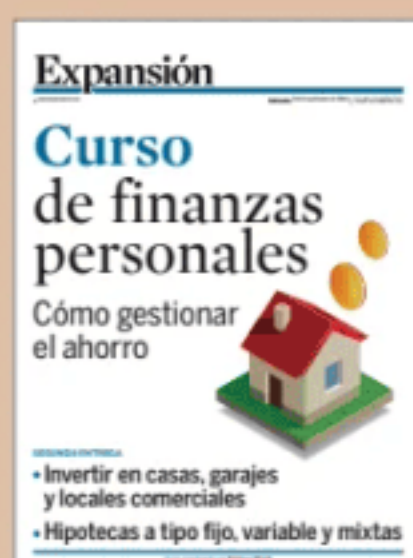 Expansión
Curso
de finanzas
personales
Cómo gestionar
el ahorro
SEGUNDA ENTREGA
• Invertir en casas, garajes
y locales comerciales
• Hipotecas a tipo fijo, variable y mixtas